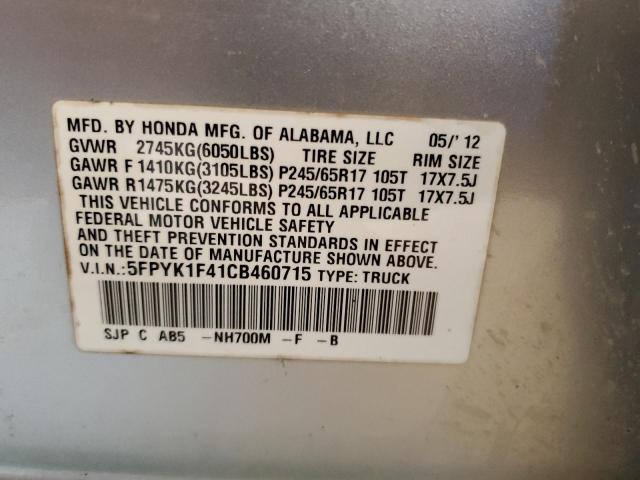 MFD. BY HONDA MFG. OF ALABAMA, LLC 05/'12
GVWR 2745KG(6050LBS) TIRE SIZE RIM SIZE
GAWR F 1410KG(3105LBS) P245/65R17 105T 17X7.5J
GAWR R1475KG(3245LBS) P245/65R17 105T 17X7.5J
THIS VEHICLE CONFORMS TO ALL APPLICABLE
FEDERAL MOTOR VEHICLE SAFETY
AND THEFT PREVENTION STANDARDS IN EFFECT
ON THE DATE OF MANUFACTURE SHOWN ABOVE.
V.I.N.:5FPYK1F41CB460715 TYPE: TRUCK
SJP C AB5 -NH700M -F -B